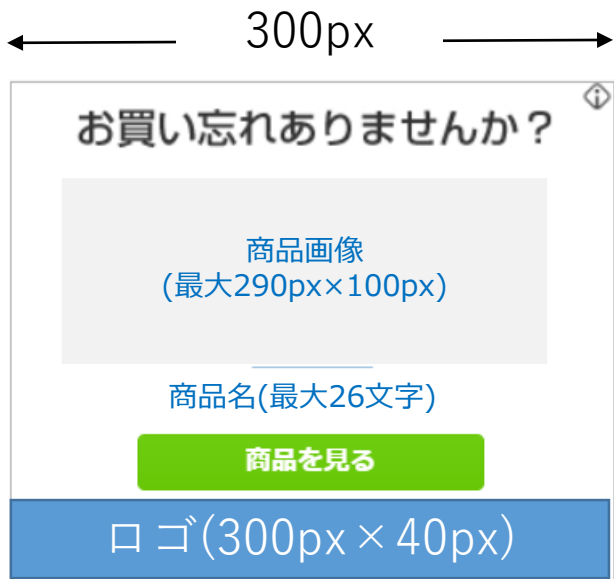 300px
お買い忘れありませんか？
商品画像
(最大290px×100px)
商品名(最大26文字)
商品を見る
ロゴ(300px×40px)